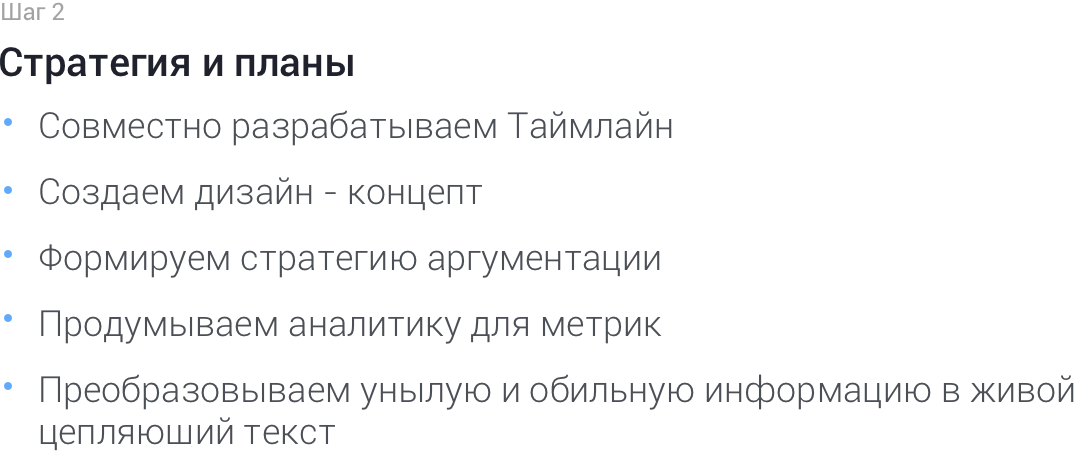 Шаг 2
Стратегия и планы
• Совместно разрабатываем Таймлайн
• Создаем дизайн - концепт
• Формируем стратегию аргументации
• Продумываем аналитику для метрик
• Преобразовываем унылую и обильную информацию в живой
цепляюший текст